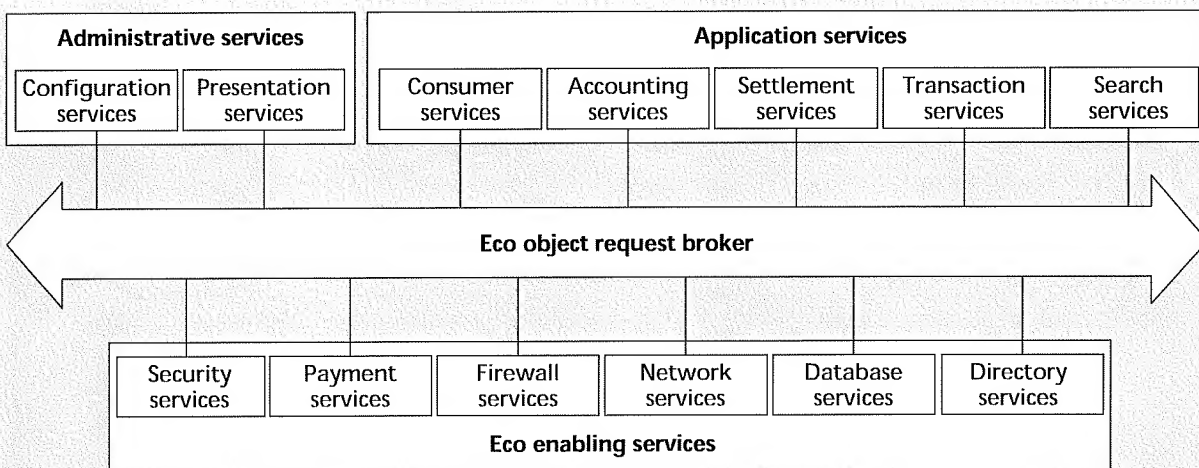 Administrative services
Configuration
services
Presentation
services
Application services
Consumer
services
Accounting
services
Settlement
services
Transaction
services
Search
services
Eco object request broker
Security
services
Payment
services
Firewall
services
Network
services
Database
services
Directory
services
Eco enabling services